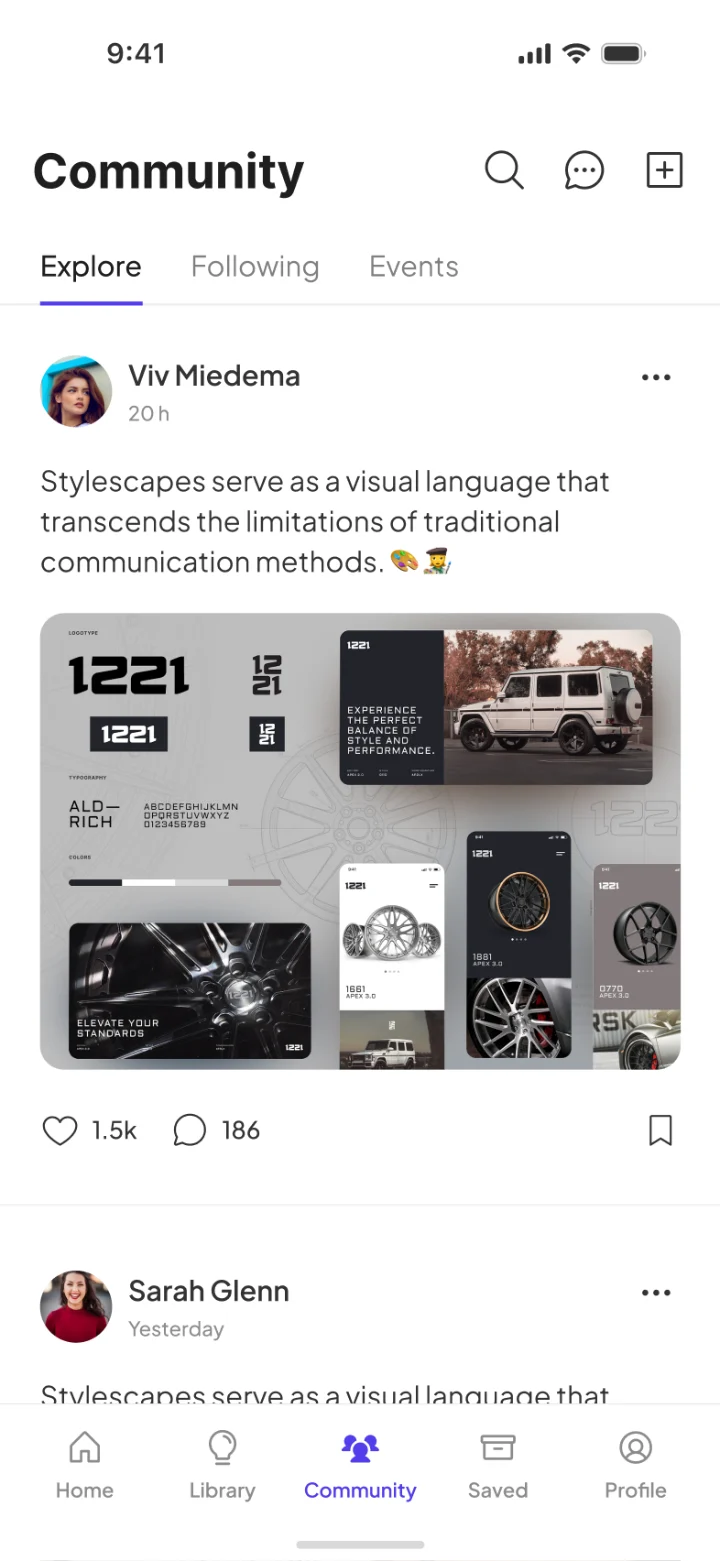 9:41
Community
Explore
Following
Events
Viv Miedema
20 h
Stylescapes serve as a visual language that
transcends the limitations of traditional
communication methods. 🎨👩‍🎨
LOGOTYPE
1221
12
21
1221
12
21
TYPOGRAPHY
ALD—
RICH
ABCDEFGHIJKLMN
OPQRSTUVWXYZ
0123456789
COLORS
ELEVATE YOUR
STANDARDS
1221
1221
EXPERIENCE
THE PERFECT
BALANCE OF
STYLE AND
PERFORMANCE.
1221
1661
APEX 3.0
1221
1881
APEX 3.0
1221
0770
APEX 3.0
1.5k
186
Sarah Glenn
Yesterday
Stylescapes serve as a visual language that
Home
Library
Community
Saved
Profile